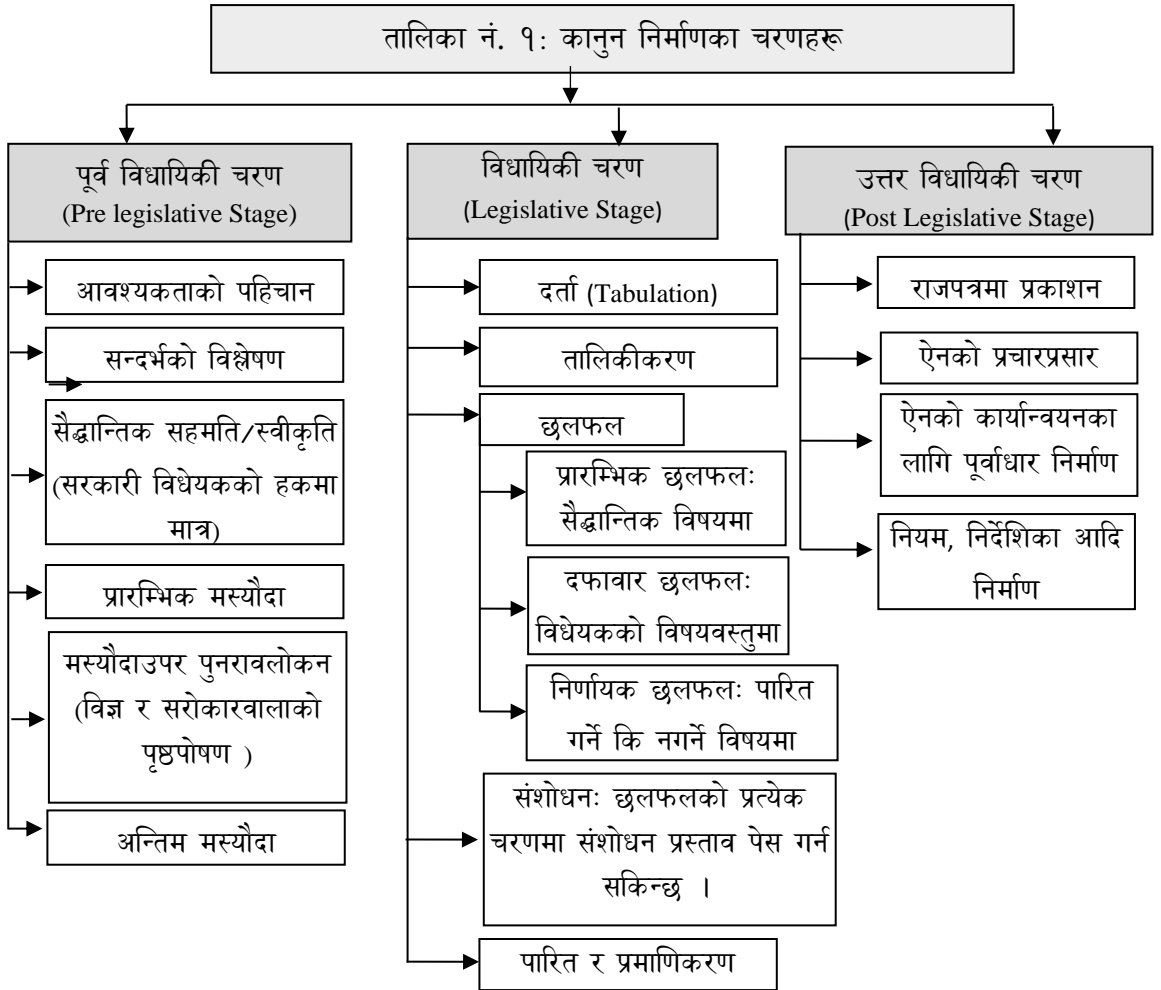 तालिका नं. १: कानुन निर्माणका चरणहरू
पूर्व विधायिकी चरण
(Pre legislative Stage)
आवश्यकताको पहिचान
सन्दर्भको विश्लेषण
सैद्धान्तिक सहमति/स्वीकृति
(सरकारी विधेयकको हकमा
मात्र)
प्रारम्भिक मस्यौदा
मस्यौदाउपर पुनरावलोकन
(विज्ञ र सरोकारवालाको
पृष्ठपोषण )
अन्तिम मस्यौदा
विधायिकी चरण
(Legislative Stage)
दर्ता (Tabulation)
तालिकीकरण
छलफल
प्रारम्भिक छलफलः
सैद्धान्तिक विषयमा
दफावार छलफलः
विधेयकको विषयवस्तुमा
निर्णायक छलफलः पारित
गर्ने कि नगर्ने विषयमा
संशोधनः छलफलको प्रत्येक
चरणमा संशोधन प्रस्ताव पेस गर्न
सकिन्छ ।
पारित र प्रमाणिकरण
उत्तर विधायिकी चरण
(Post Legislative Stage)
राजपत्रमा प्रकाशन
ऐनको प्रचारप्रसार
ऐनको कार्यान्वयनका
लागि पूर्वाधार निर्माण
नियम, निर्देशिका आदि
निर्माण